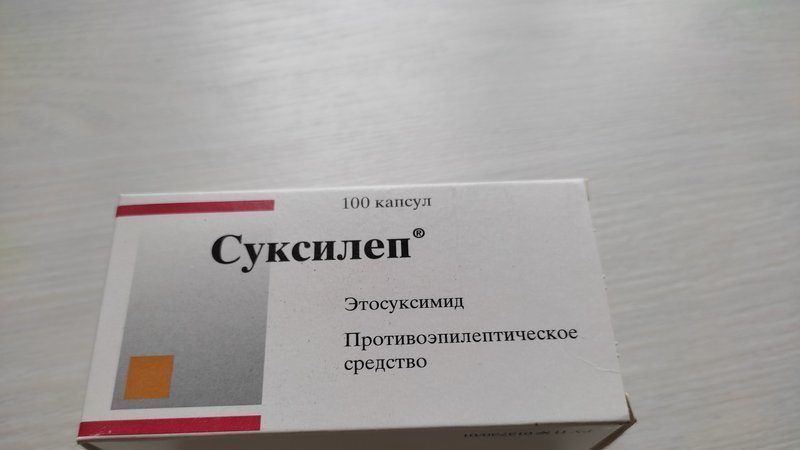 100 капсул
Суксилеп®
Этосуксимид
Противоэпилептическое
средство